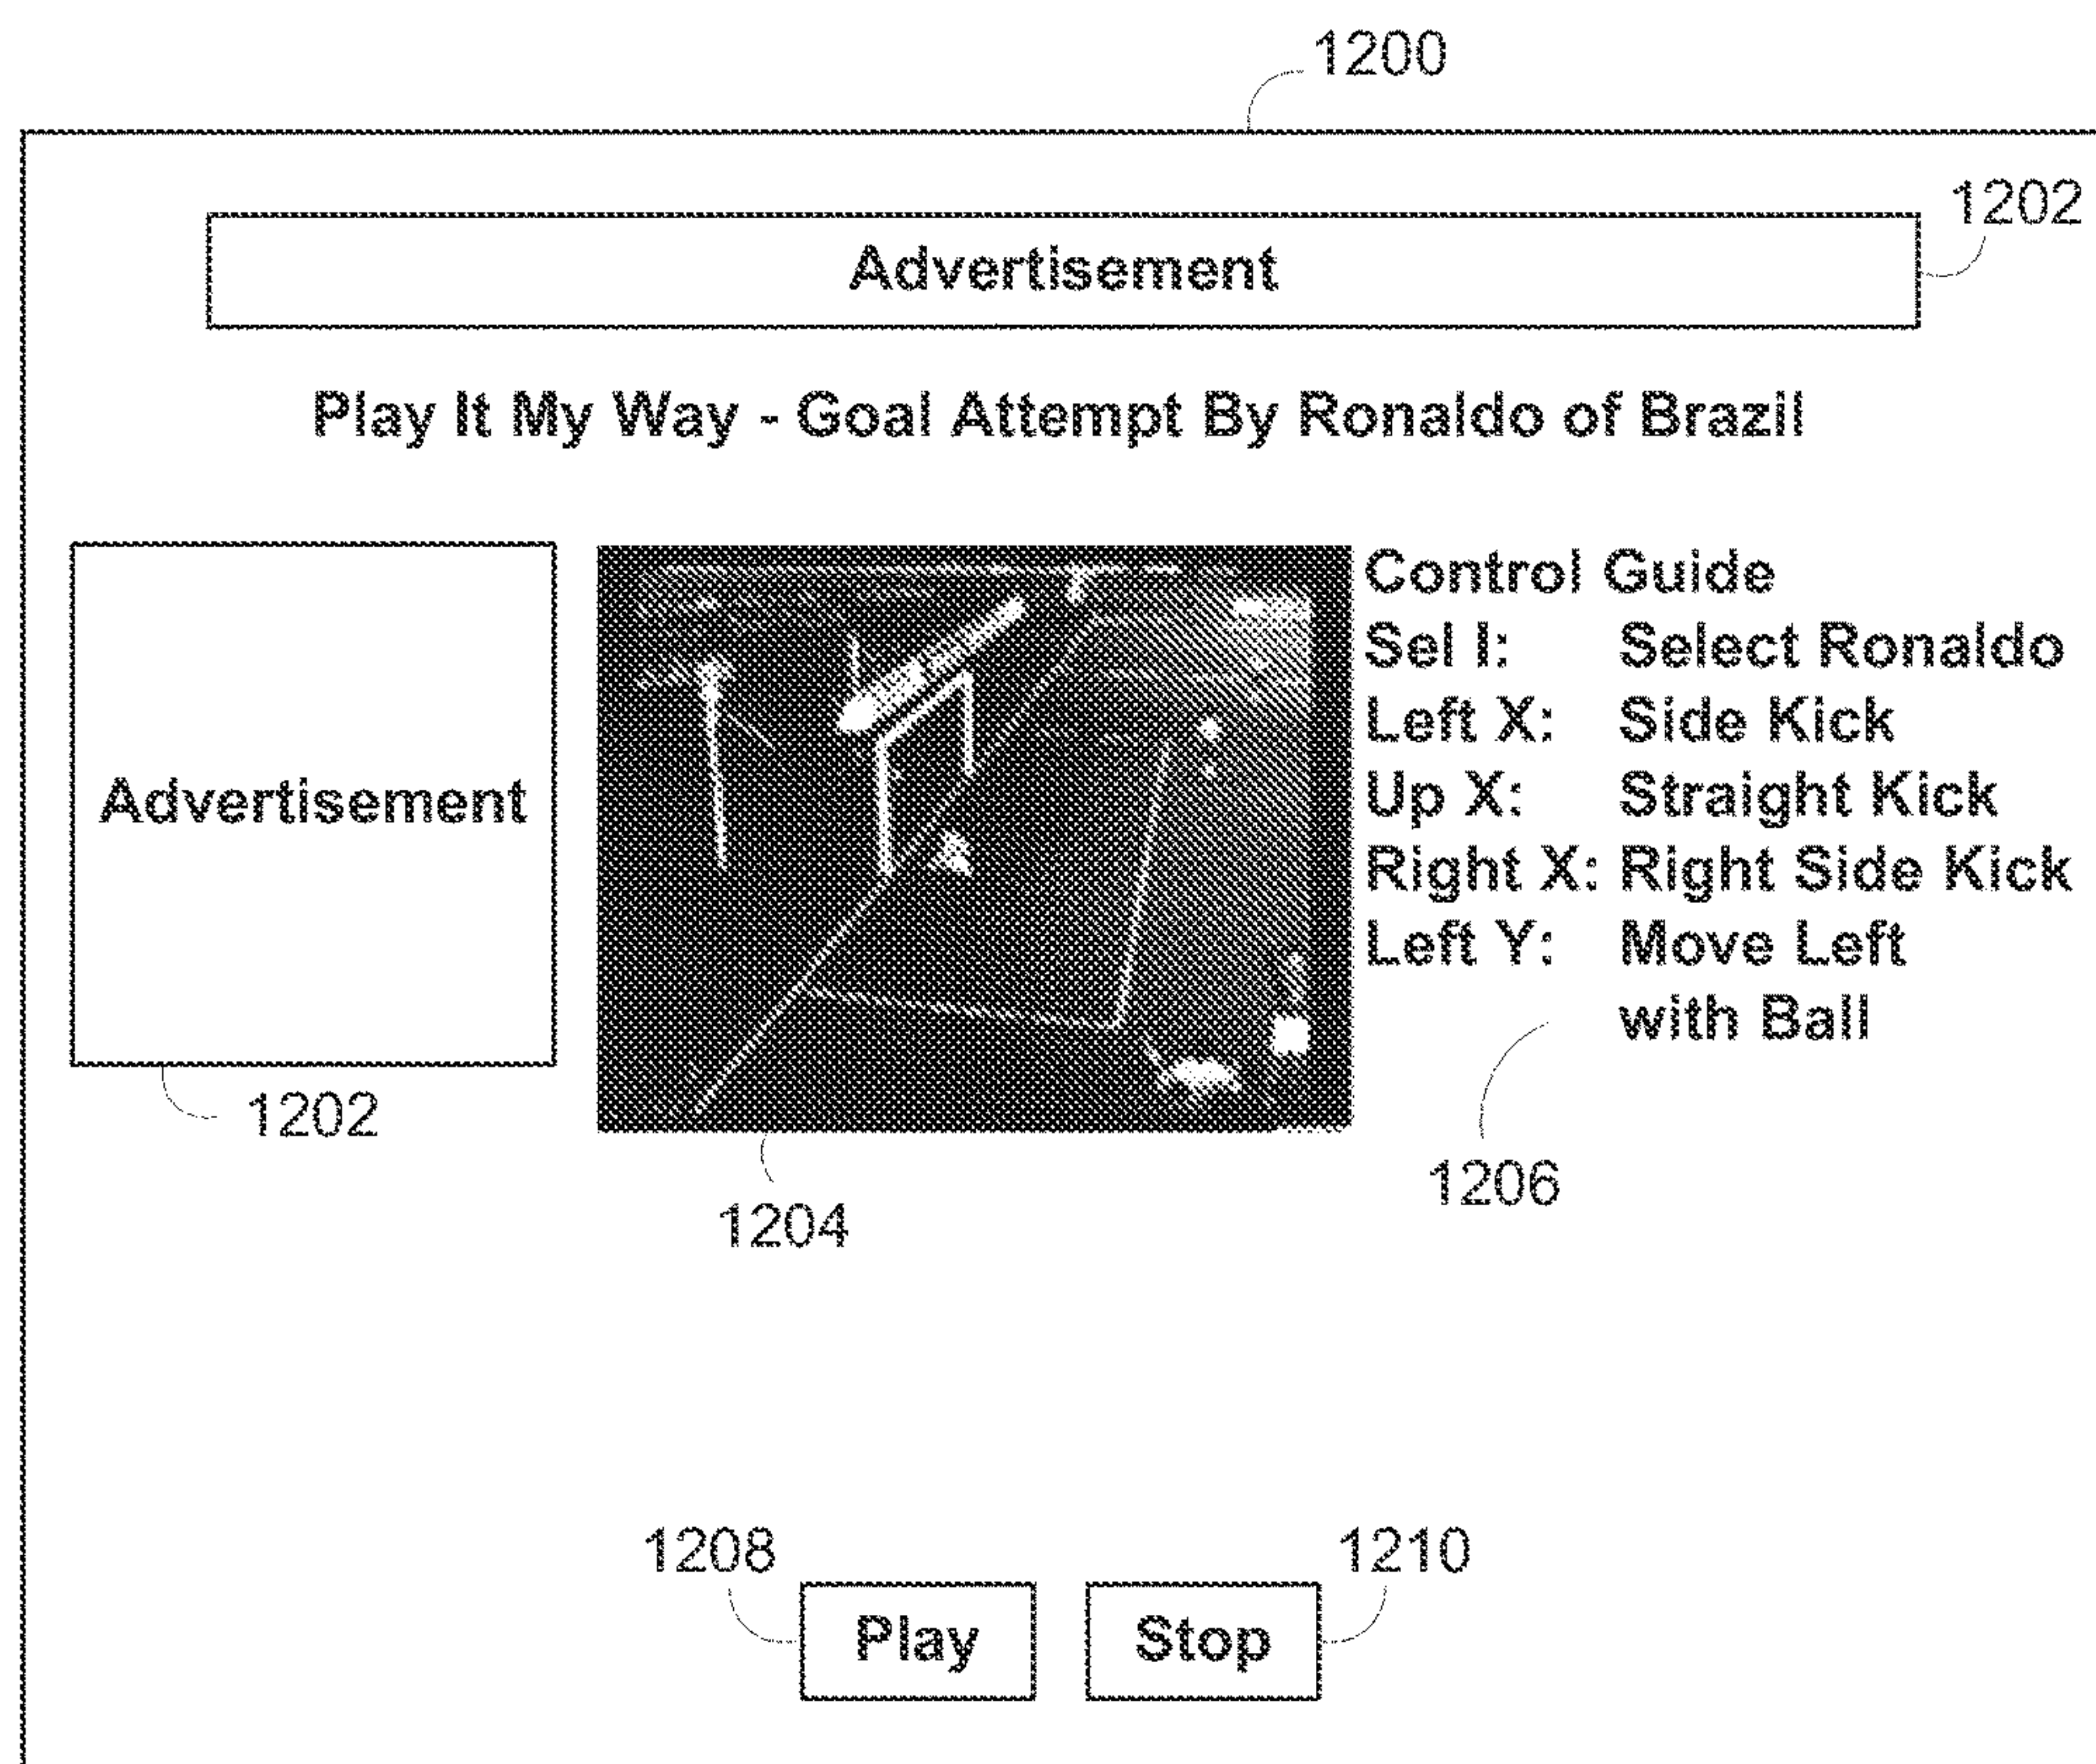 1200
1202
Advertisement
Play It My Way - Goal Attempt By Ronaldo of Brazil
Advertisement
1202
1204
Control Guide
Sel I: Select Ronaldo
Left X: Side Kick
Up X: Straight Kick
Right X: Right Side Kick
Left Y: Move Left
with Ball
1206
1208
Play
1210
Stop